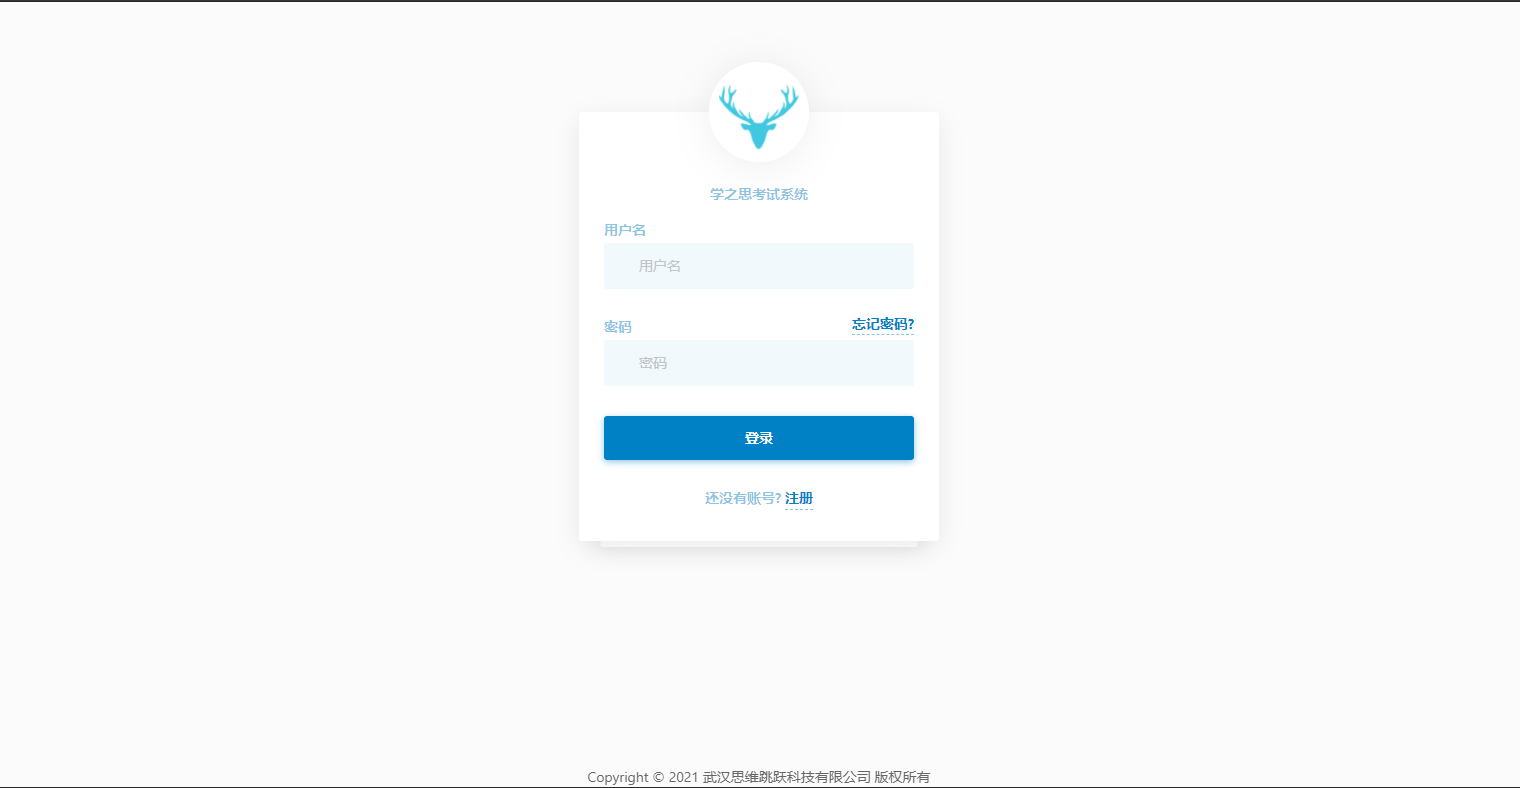 学之思考试系统
用户名
用户名
密码 忘记密码?
密码
登录
还没有账号? 注册
Copyright © 2021 武汉思维跳跃科技有限公司 版权所有